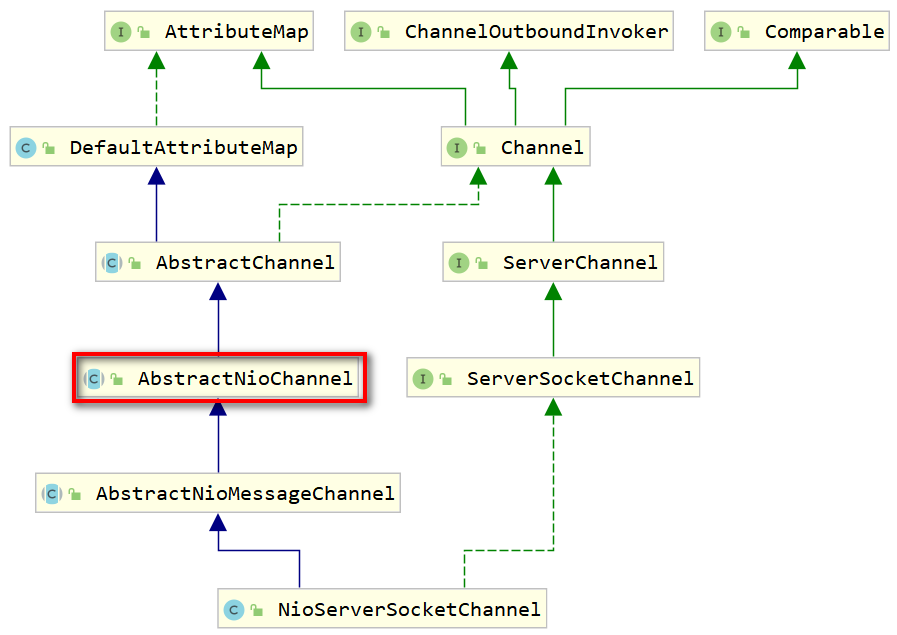 I AttributeMap
I ChannelOutboundInvoker
I Comparable
C DefaultAttributeMap
I Channel
C AbstractChannel
I ServerChannel
C AbstractNioChannel
I ServerSocketChannel
C AbstractNioMessageChannel
C NioServerSocketChannel